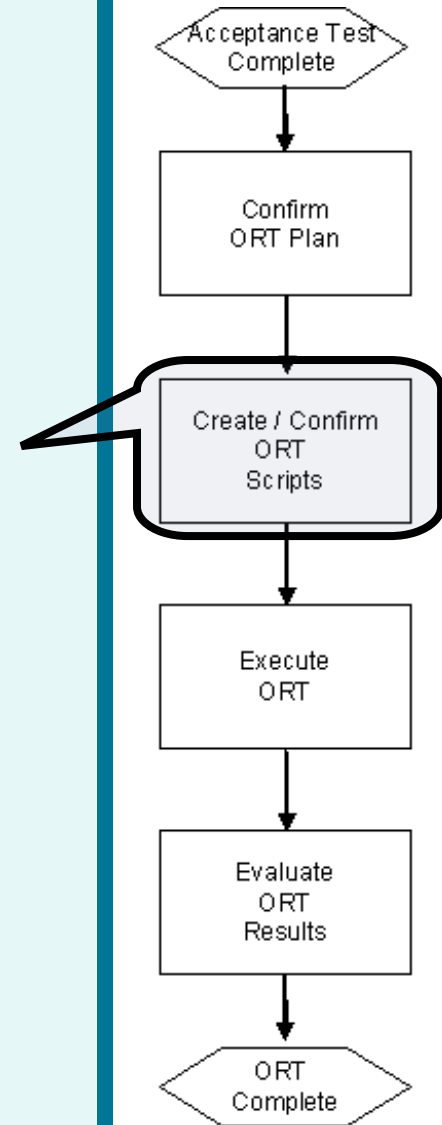 Acceptance Test
Complete
Confirm
ORT Plan
Create / Confirm
ORT
Scripts
Execute
ORT
Evaluate
ORT
Results
ORT
Complete